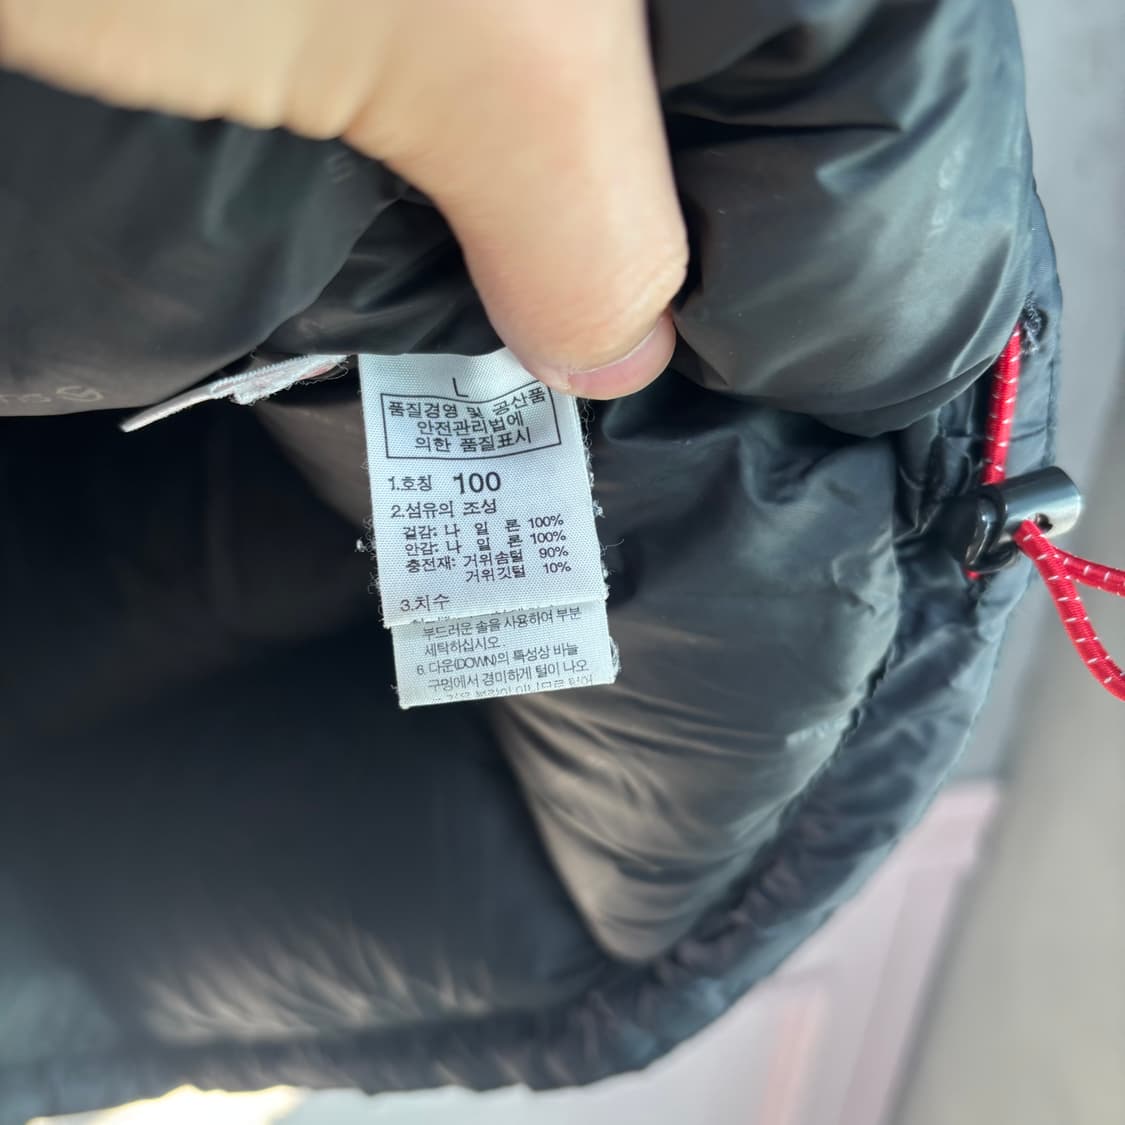 L
품질경영 및 공산품
안전관리법에
의한 품질표시
1.호칭 100
2.섬유의 조성
겉감: 나 일 론 100%
안감: 나 일 론 100%
충전재: 거위솜털 90%
거위깃털 10%
3.치수
부드러운 솔을 사용하여 부분
세탁하십시오.
6. 다운(DOWN)의 특성상 바늘
구멍에서 경미하게 털이 나오